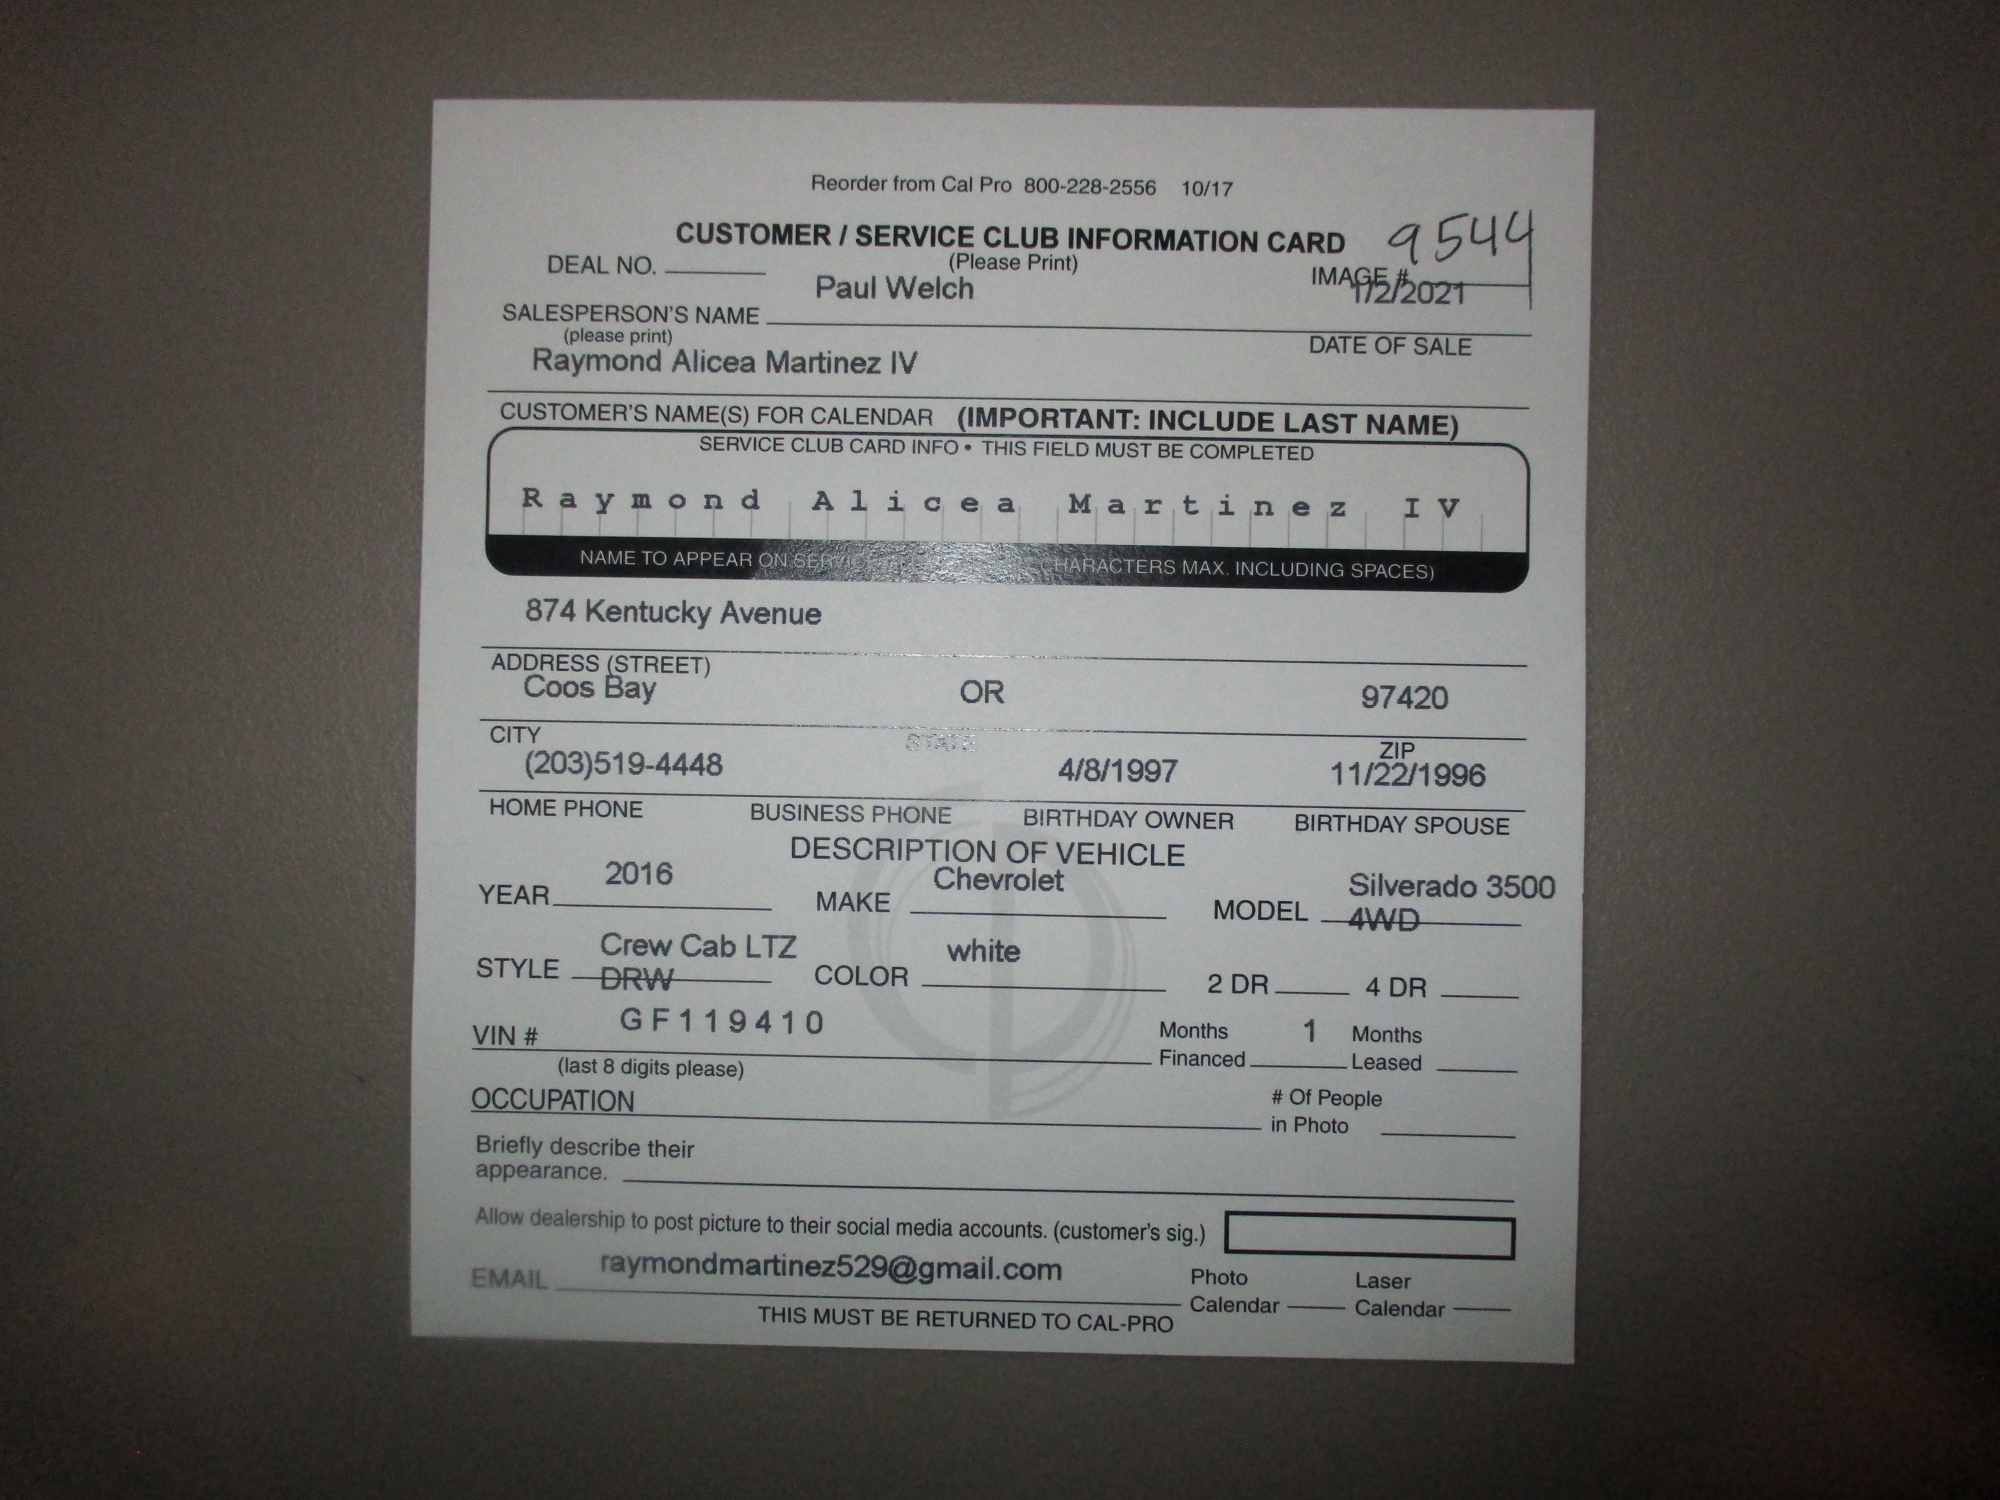 Reorder from Cal Pro 800-228-2556 10/17
CUSTOMER / SERVICE CLUB INFORMATION CARD 9544
DEAL NO. (Please Print) IMAGE #
Paul Welch 1/2/2021
SALESPERSON'S NAME
(please print) DATE OF SALE
Raymond Alicea Martinez IV
CUSTOMER'S NAME(S) FOR CALENDAR (IMPORTANT: INCLUDE LAST NAME)
SERVICE CLUB CARD INFO • THIS FIELD MUST BE COMPLETED
Raymond Alicea Martinez IV
NAME TO APPEAR ON SERVICE CHARACTERS MAX. INCLUDING SPACES)
874 Kentucky Avenue
ADDRESS (STREET)
Coos Bay OR 97420
CITY STATE ZIP
(203)519-4448 4/8/1997 11/22/1996
HOME PHONE BUSINESS PHONE BIRTHDAY OWNER BIRTHDAY SPOUSE
DESCRIPTION OF VEHICLE
2016 Chevrolet Silverado 3500
YEAR MAKE MODEL 4WD
Crew Cab LTZ white
STYLE DRW COLOR 2 DR 4 DR
VIN # GF119410 Months 1 Months
(last 8 digits please) Financed Leased
OCCUPATION # Of People
in Photo
Briefly describe their
appearance.
Allow dealership to post picture to their social media accounts. (customer's sig.)
EMAIL raymondmartinez529@gmail.com Photo Laser
Calendar Calendar
THIS MUST BE RETURNED TO CAL-PRO